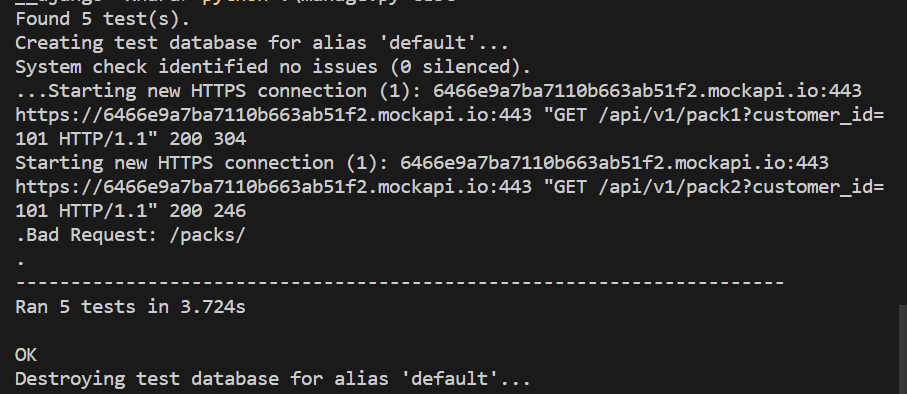 Found 5 test(s).
Creating test database for alias 'default'...
System check identified no issues (0 silenced).
...Starting new HTTPS connection (1): 6466e9a7ba7110b663ab51f2.mockapi.io:443
https://6466e9a7ba7110b663ab51f2.mockapi.io:443 "GET /api/v1/pack1?customer_id=
101 HTTP/1.1" 200 304
Starting new HTTPS connection (1): 6466e9a7ba7110b663ab51f2.mockapi.io:443
https://6466e9a7ba7110b663ab51f2.mockapi.io:443 "GET /api/v1/pack2?customer_id=
101 HTTP/1.1" 200 246
.Bad Request: /packs/
.
----------------------------------------------------------------------
Ran 5 tests in 3.724s
OK
Destroying test database for alias 'default'...